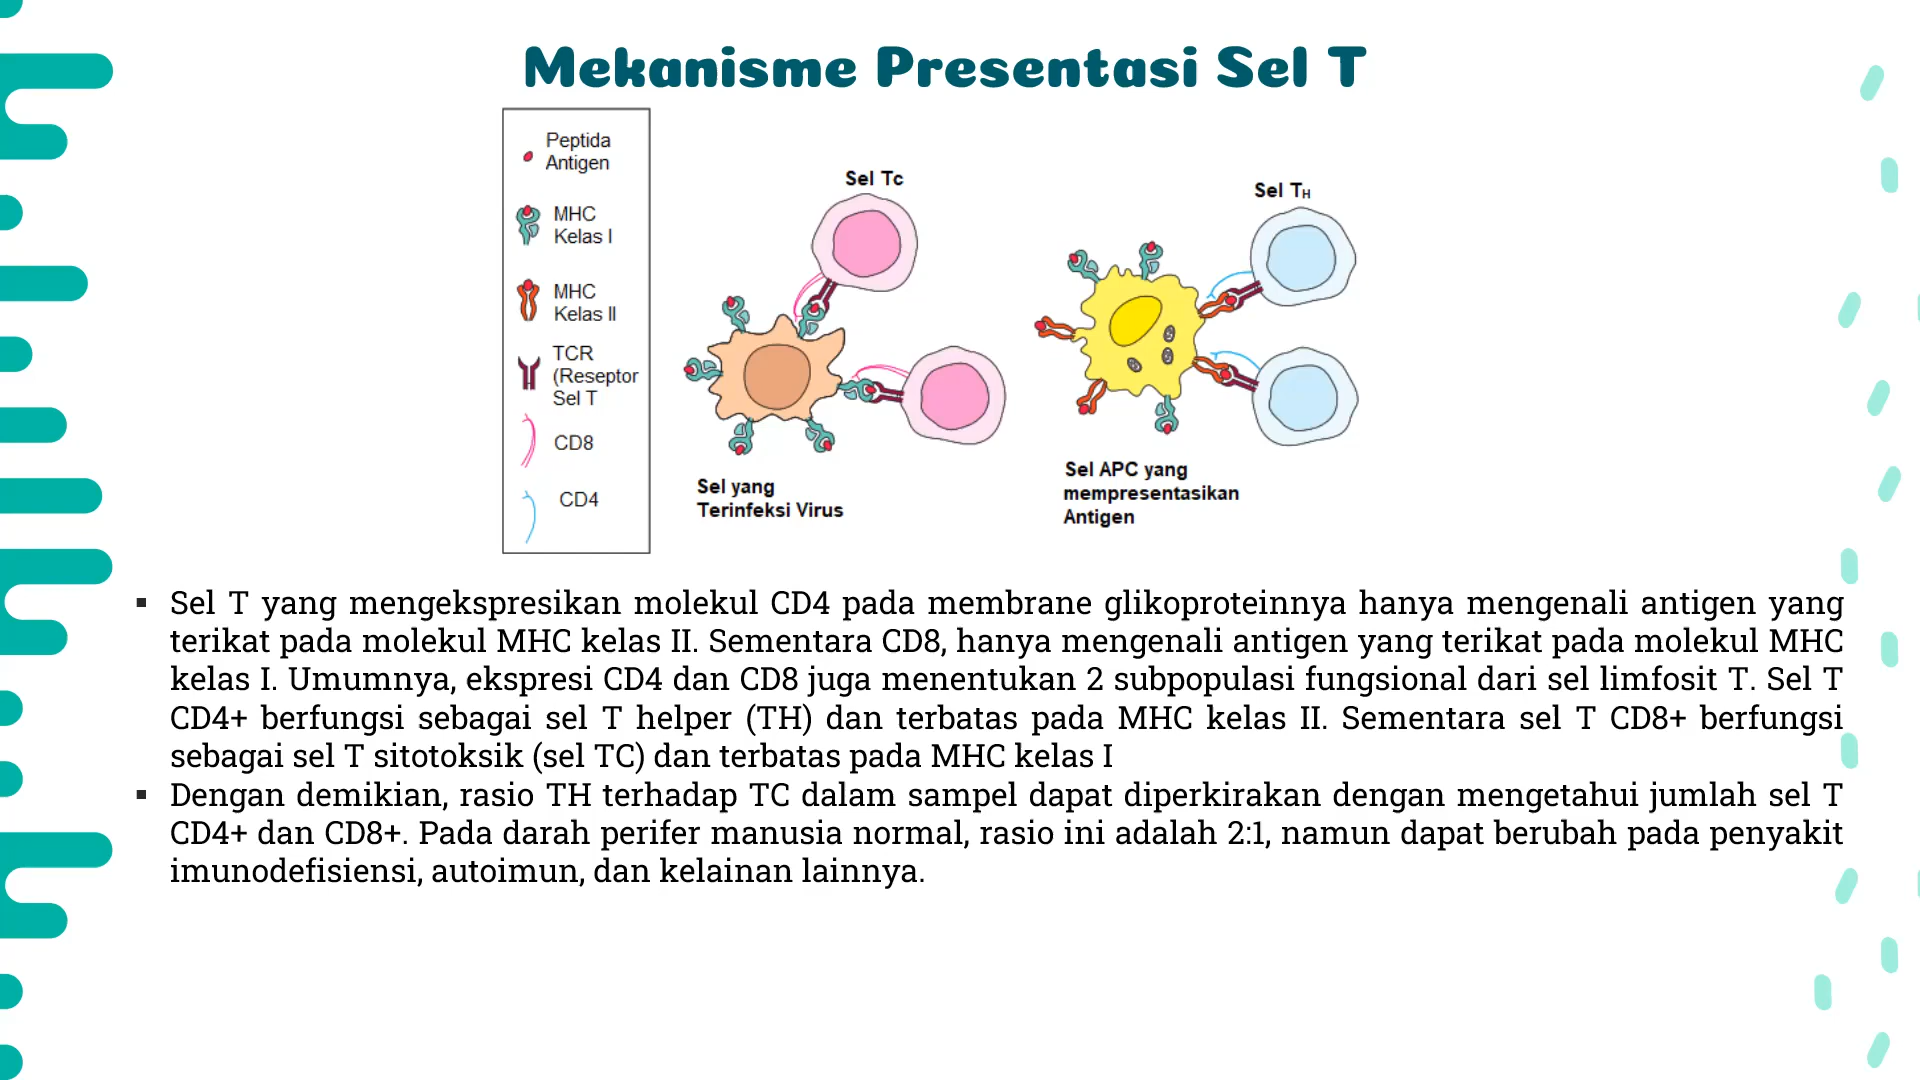 Mekanisme Presentasi Sel T
Peptida
Antigen
MHC
Kelas I
MHC
Kelas II
TCR
(Reseptor
Sel T
CD8
CD4
Sel Tc
Sel yang
Terinfeksi Virus
Sel TH
Sel APC yang
mempresentasikan
Antigen
▪ Sel T yang mengekspresikan molekul CD4 pada membrane glikoproteinnya hanya mengenali antigen yang
terikat pada molekul MHC kelas II. Sementara CD8, hanya mengenali antigen yang terikat pada molekul MHC
kelas I. Umumnya, ekspresi CD4 dan CD8 juga menentukan 2 subpopulasi fungsional dari sel limfosit T. Sel T
CD4+ berfungsi sebagai sel T helper (TH) dan terbatas pada MHC kelas II. Sementara sel T CD8+ berfungsi
sebagai sel T sitotoksik (sel TC) dan terbatas pada MHC kelas I
▪ Dengan demikian, rasio TH terhadap TC dalam sampel dapat diperkirakan dengan mengetahui jumlah sel T
CD4+ dan CD8+. Pada darah perifer manusia normal, rasio ini adalah 2:1, namun dapat berubah pada penyakit
imunodefisiensi, autoimun, dan kelainan lainnya.